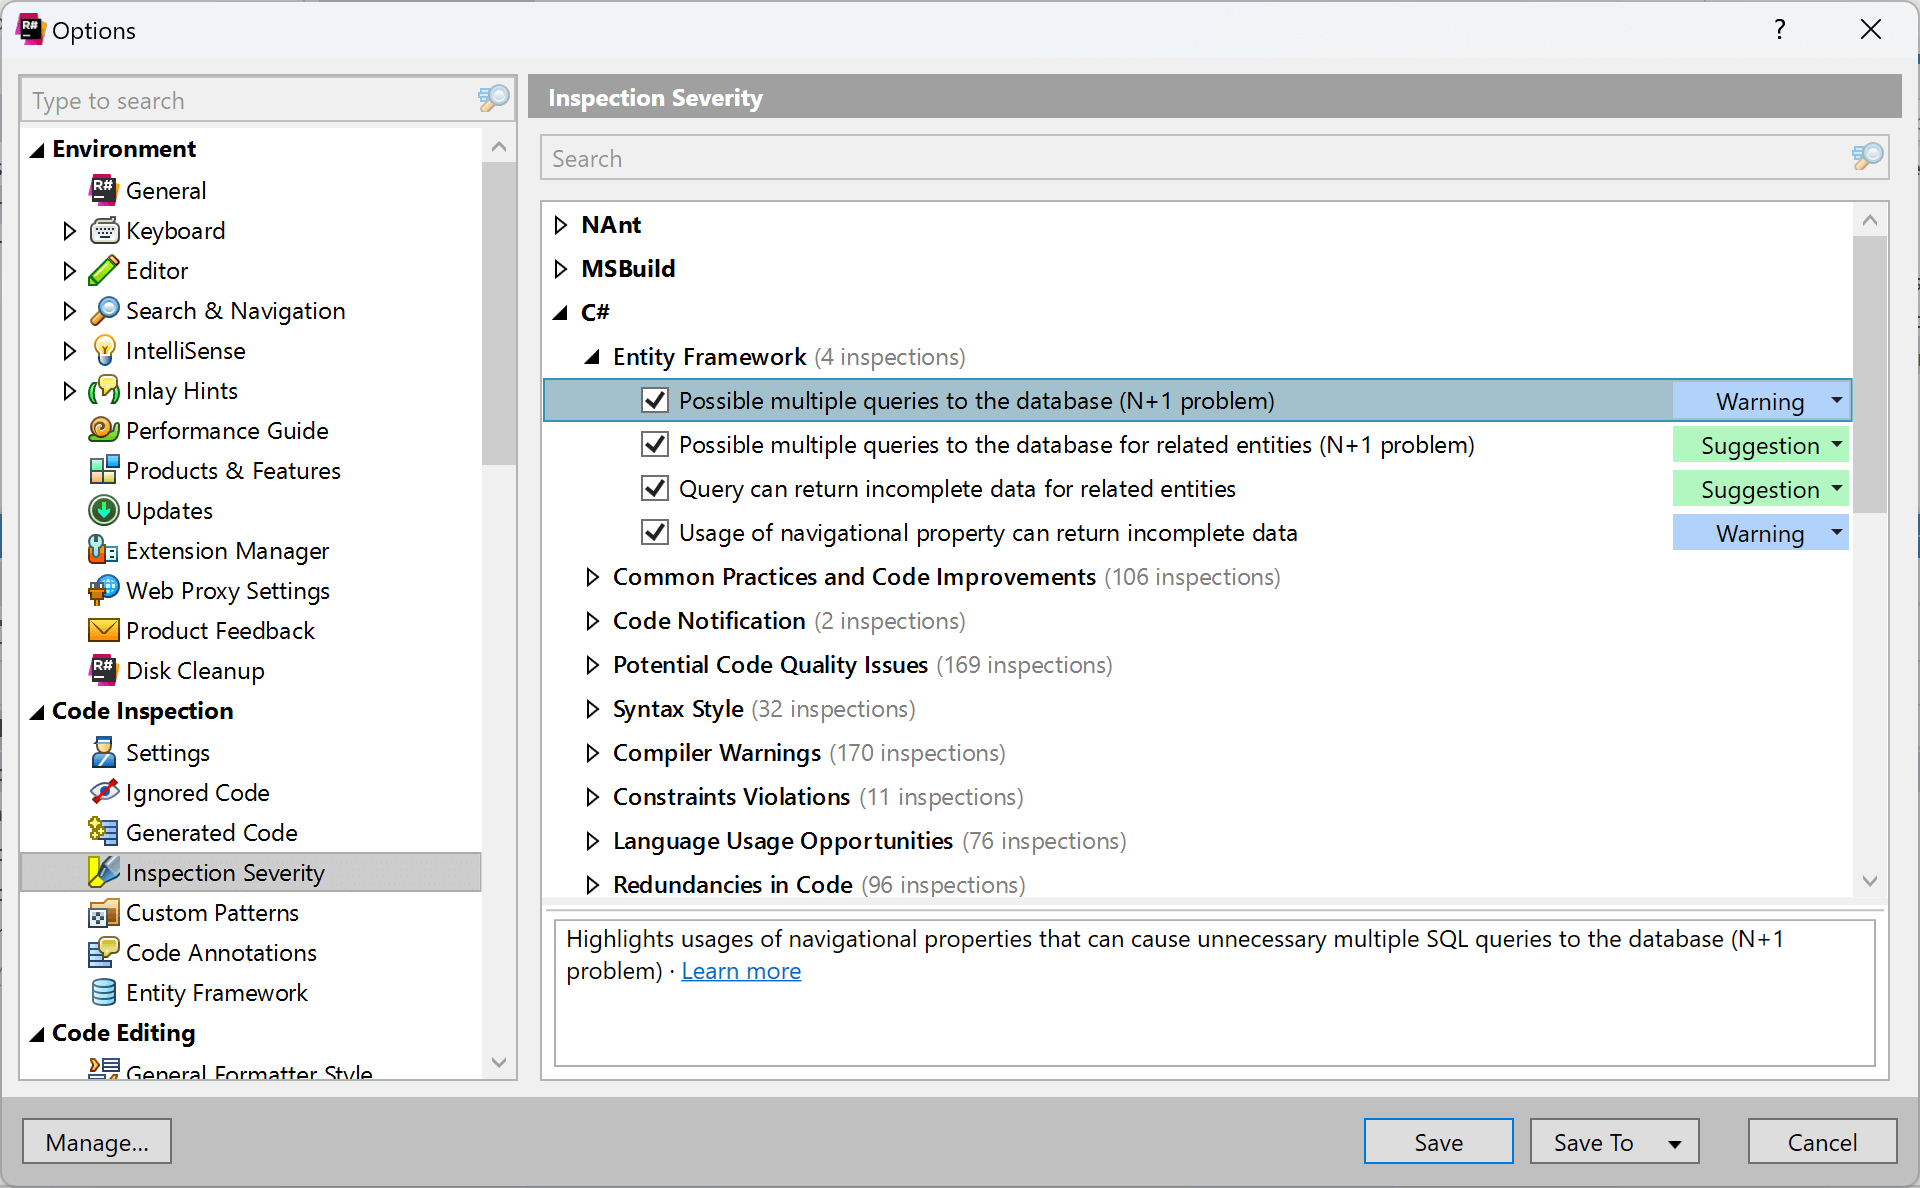 Options
?
Type to search
Environment
General
Keyboard
Editor
Search & Navigation
IntelliSense
Inlay Hints
Performance Guide
Products & Features
Updates
Extension Manager
Web Proxy Settings
Product Feedback
Disk Cleanup
Code Inspection
Settings
Ignored Code
Generated Code
Inspection Severity
Custom Patterns
Code Annotations
Entity Framework
Code Editing
General Formatter Style
Inspection Severity
Search
NAnt
MSBuild
C#
Entity Framework (4 inspections)
Possible multiple queries to the database (N+1 problem) Warning
Possible multiple queries to the database for related entities (N+1 problem) Suggestion
Query can return incomplete data for related entities Suggestion
Usage of navigational property can return incomplete data Warning
Common Practices and Code Improvements (106 inspections)
Code Notification (2 inspections)
Potential Code Quality Issues (169 inspections)
Syntax Style (32 inspections)
Compiler Warnings (170 inspections)
Constraints Violations (11 inspections)
Language Usage Opportunities (76 inspections)
Redundancies in Code (96 inspections)
Highlights usages of navigational properties that can cause unnecessary multiple SQL queries to the database (N+1
problem) · Learn more
Manage...
Save
Save To
Cancel